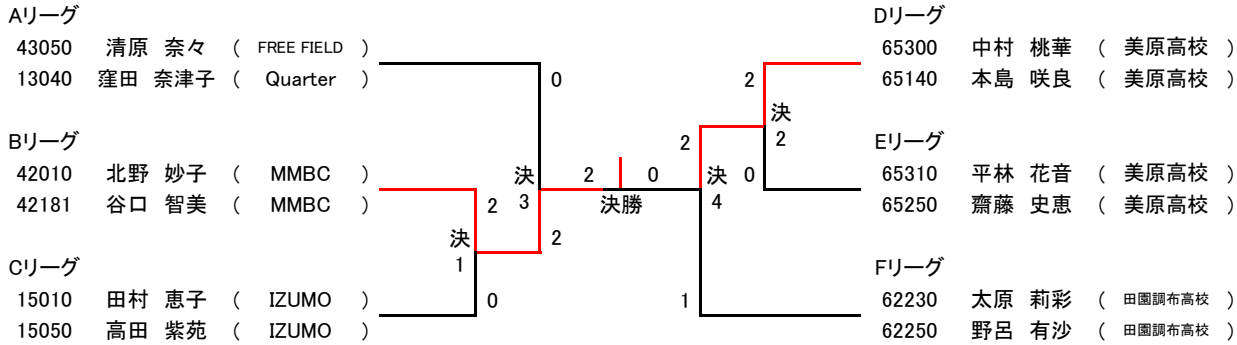 Aリーグ
43050 清原 奈々 ( FREE FIELD )
13040 窪田 奈津子 ( Quarter )
Bリーグ
42010 北野 妙子 ( MMBC )
42181 谷口 智美 ( MMBC )
Cリーグ
15010 田村 恵子 ( IZUMO )
15050 高田 紫苑 ( IZUMO )
0
2
決
1
0
決
3
2
2 0
決勝
2
決
4
1
2
決
2
0
Dリーグ
65300 中村 桃華 ( 美原高校 )
65140 本島 咲良 ( 美原高校 )
Eリーグ
65310 平林 花音 ( 美原高校 )
65250 齋藤 史恵 ( 美原高校 )
Fリーグ
62230 太原 莉彩 ( 田園調布高校 )
62250 野呂 有沙 ( 田園調布高校 )